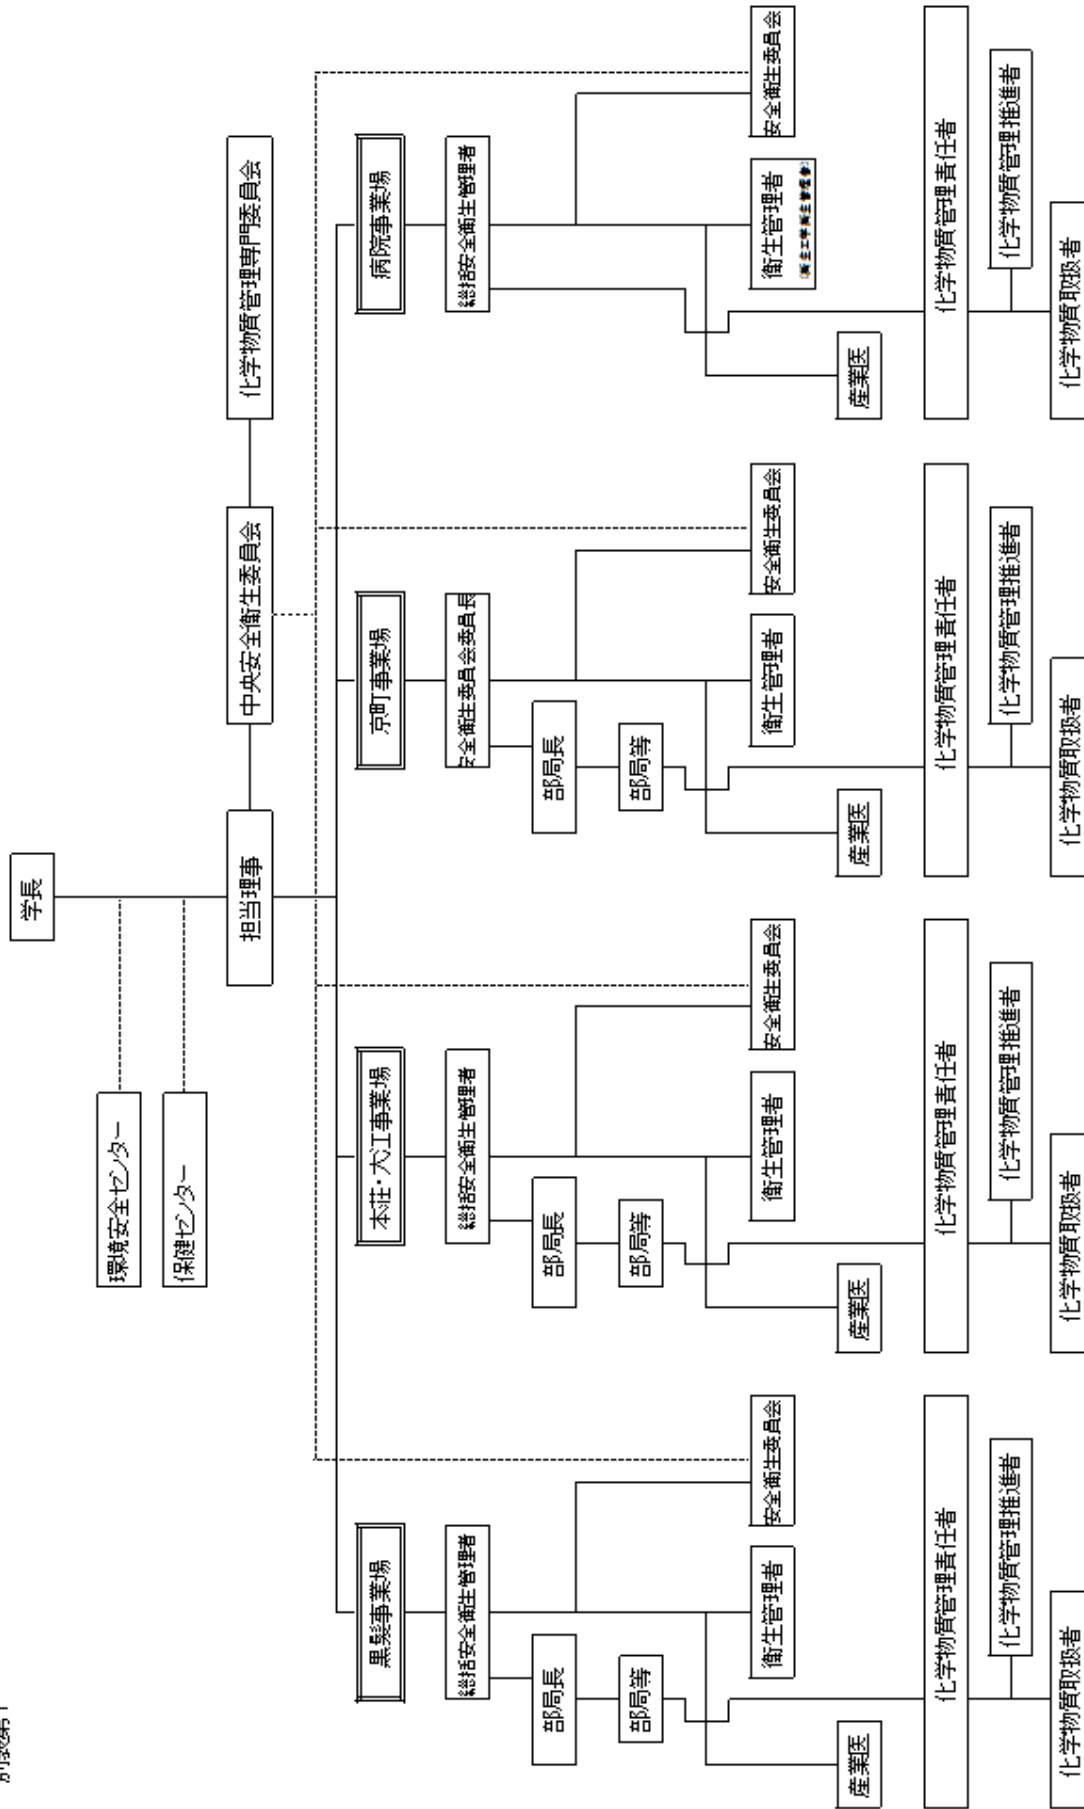 別表第1
学長
環境安全センター
保健センター
担当理事
中央安全衛生委員会
化学物質管理専門委員会
黒髪事業場
本荘・大江事業場
京町事業場
病院事業場
総括安全衛生管理者
総括安全衛生管理者
安全衛生委員会委員長
総括安全衛生管理者
部局長
部局長
部局長
部局等
部局等
部局等
衛生管理者
安全衛生委員会
衛生管理者
安全衛生委員会
衛生管理者
安全衛生委員会
衛生管理者
(衛生工学衛生管理者)
安全衛生委員会
産業医
産業医
産業医
産業医
化学物質管理責任者
化学物質管理責任者
化学物質管理責任者
化学物質管理責任者
化学物質管理推進者
化学物質管理推進者
化学物質管理推進者
化学物質管理推進者
化学物質取扱者
化学物質取扱者
化学物質取扱者
化学物質取扱者